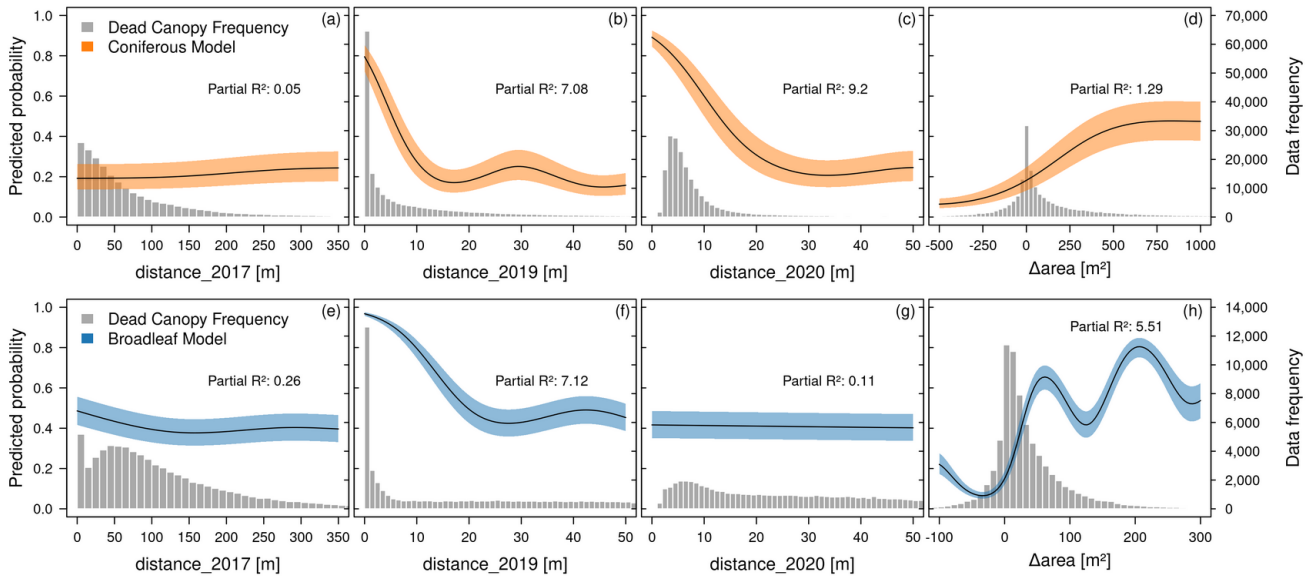 (a)
Dead Canopy Frequency
Coniferous Model
Partial R²: 0.05
Predicted probability
1.0
0.8
0.6
0.4
0.2
0.0
0 50 100 150 200 250 300 350
distance_2017 [m]
(b)
Partial R²: 7.08
0 10 20 30 40 50
distance_2019 [m]
(c)
Partial R²: 9.2
0 10 20 30 40 50
distance_2020 [m]
(d)
Partial R²: 1.29
70,000
60,000
50,000
40,000
30,000
20,000
10,000
0
Data frequency
-500 -250 0 250 500 750 1000
Δarea [m²]
(e)
Dead Canopy Frequency
Broadleaf Model
Partial R²: 0.26
Predicted probability
1.0
0.8
0.6
0.4
0.2
0.0
0 50 100 150 200 250 300 350
distance_2017 [m]
(f)
Partial R²: 7.12
0 10 20 30 40 50
distance_2019 [m]
(g)
Partial R²: 0.11
0 10 20 30 40 50
distance_2020 [m]
(h)
Partial R²: 5.51
14,000
12,000
10,000
8,000
6,000
4,000
2,000
0
Data frequency
-100 0 100 200 300
Δarea [m²]